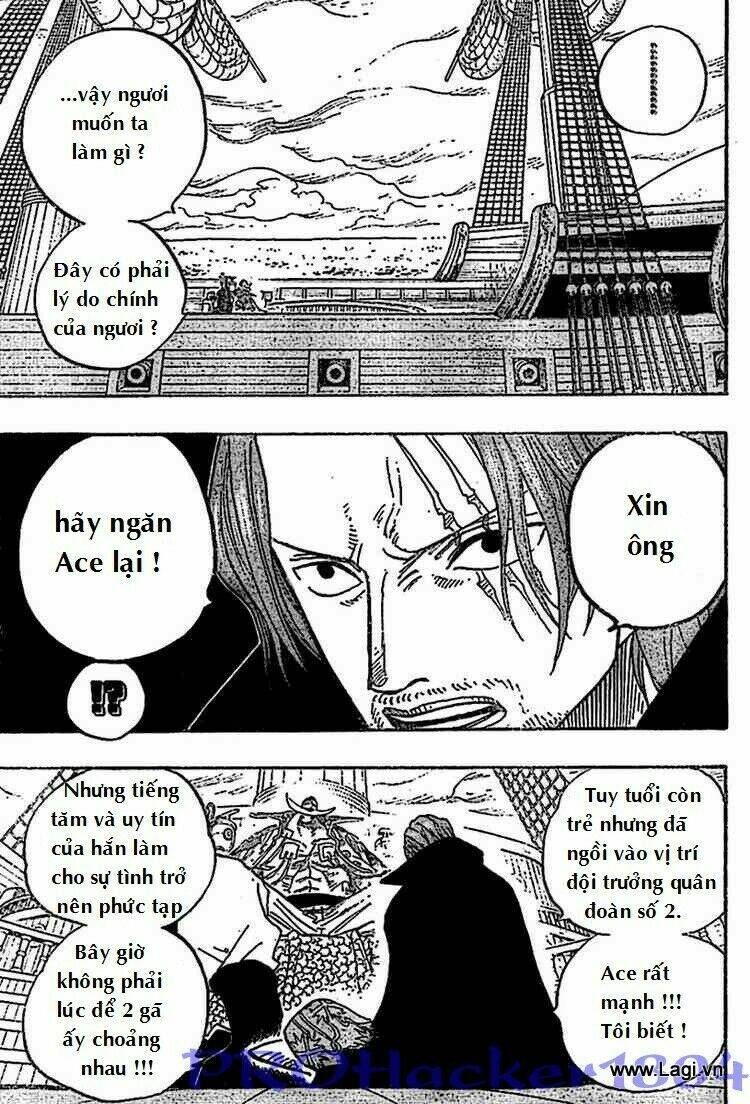 ...........
...vậy ngươi
muốn ta
làm gì ?
Đây có phải
lý do chính
của ngươi ?
Xin
ông
hãy ngăn
Ace lại !
!?
Tuy tuổi còn
trẻ nhưng đã
ngồi vào vị trí
đội trưởng quân
đoàn số 2.
Ace rất
mạnh !!!
Tôi biết !
Nhưng tiếng
tăm và uy tín
của hắn làm
cho sự tình trở
nên phức tạp
Bây giờ
không phải
lúc để 2 gã
ấy choảng
nhau !!!
PROHacker1804
www.Lagi.vn